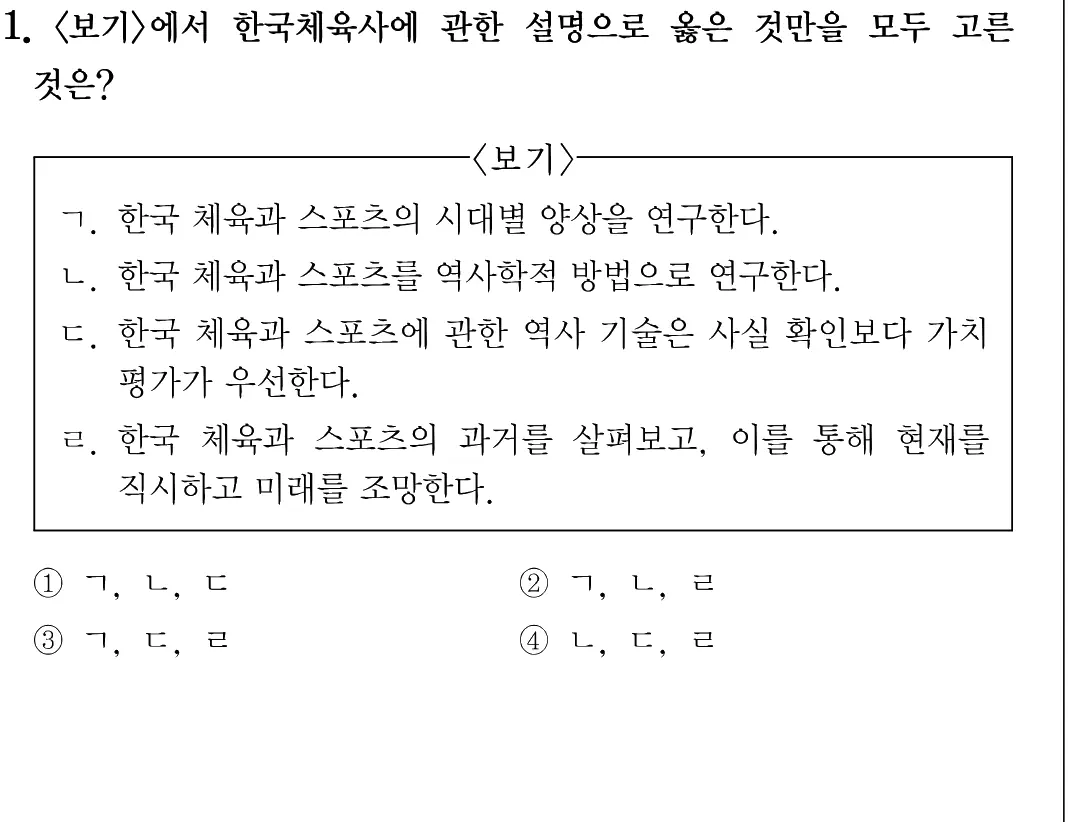 1. 〈보기〉에서 한국체육사에 관한 설명으로 옳은 것만을 모두 고른
것은?
〈보기〉
ㄱ. 한국 체육과 스포츠의 시대별 양상을 연구한다.
ㄴ. 한국 체육과 스포츠를 역사학적 방법으로 연구한다.
ㄷ. 한국 체육과 스포츠에 관한 역사 기술은 사실 확인보다 가치
평가가 우선한다.
ㄹ. 한국 체육과 스포츠의 과거를 살펴보고, 이를 통해 현재를
직시하고 미래를 조망한다.
① ㄱ, ㄴ, ㄷ ② ㄱ, ㄴ, ㄹ
③ ㄱ, ㄷ, ㄹ ④ ㄴ, ㄷ, ㄹ